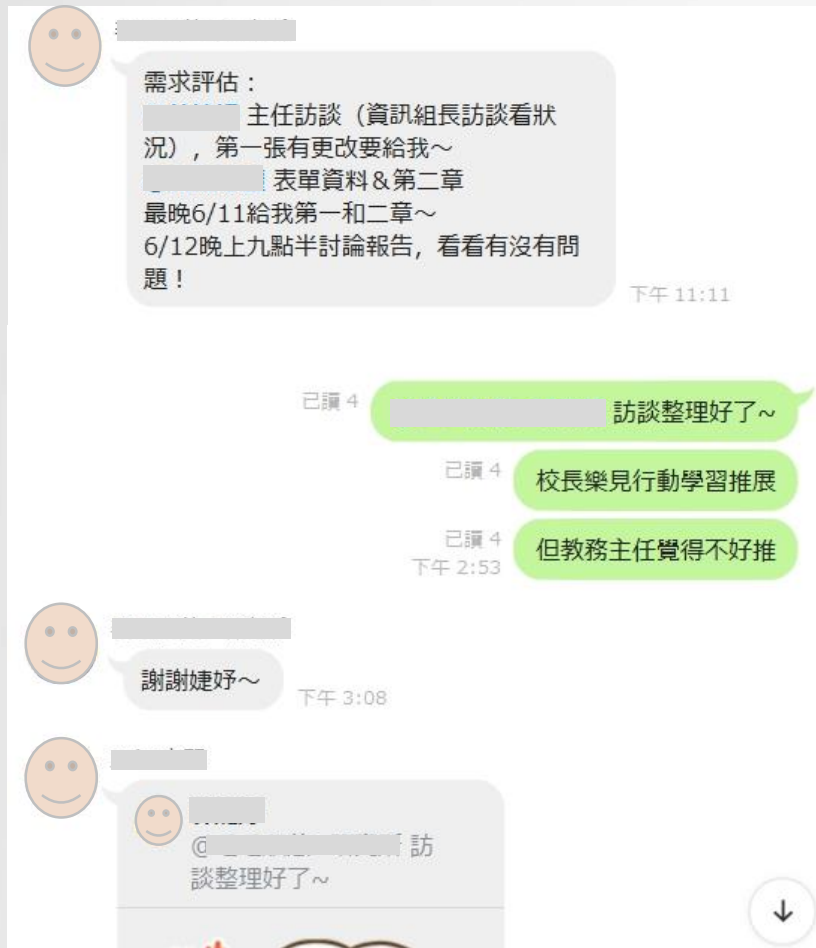 需求評估：
主任訪談（資訊組長訪談看狀
況），第一張有更改要給我～
表單資料＆第二章
最晚6/11給我第一和二章～
6/12晚上九點半討論報告，看看有沒有問
題！
下午 11:11
已讀 4
訪談整理好了~
已讀 4
校長樂見行動學習推展
已讀 4
下午 2:53
但教務主任覺得不好推
謝謝婕妤～
下午 3:08
@
訪
談整理好了~